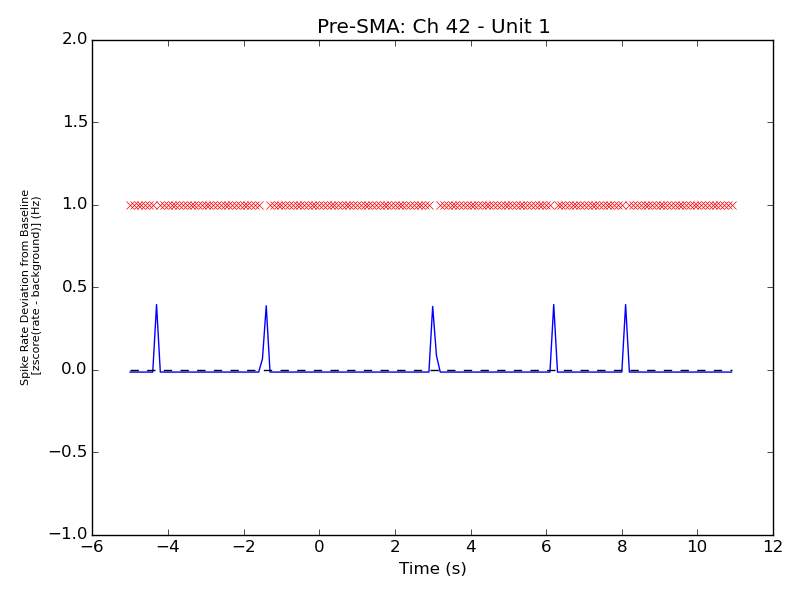 Pre-SMA: Ch 42 - Unit 1
2.0
1.5
1.0
0.5
0.0
−0.5
−1.0
Spike Rate Deviation from Baseline
[zscore(rate - background)] (Hz)
−6 −4 −2 0 2 4 6 8 10 12
Time (s)